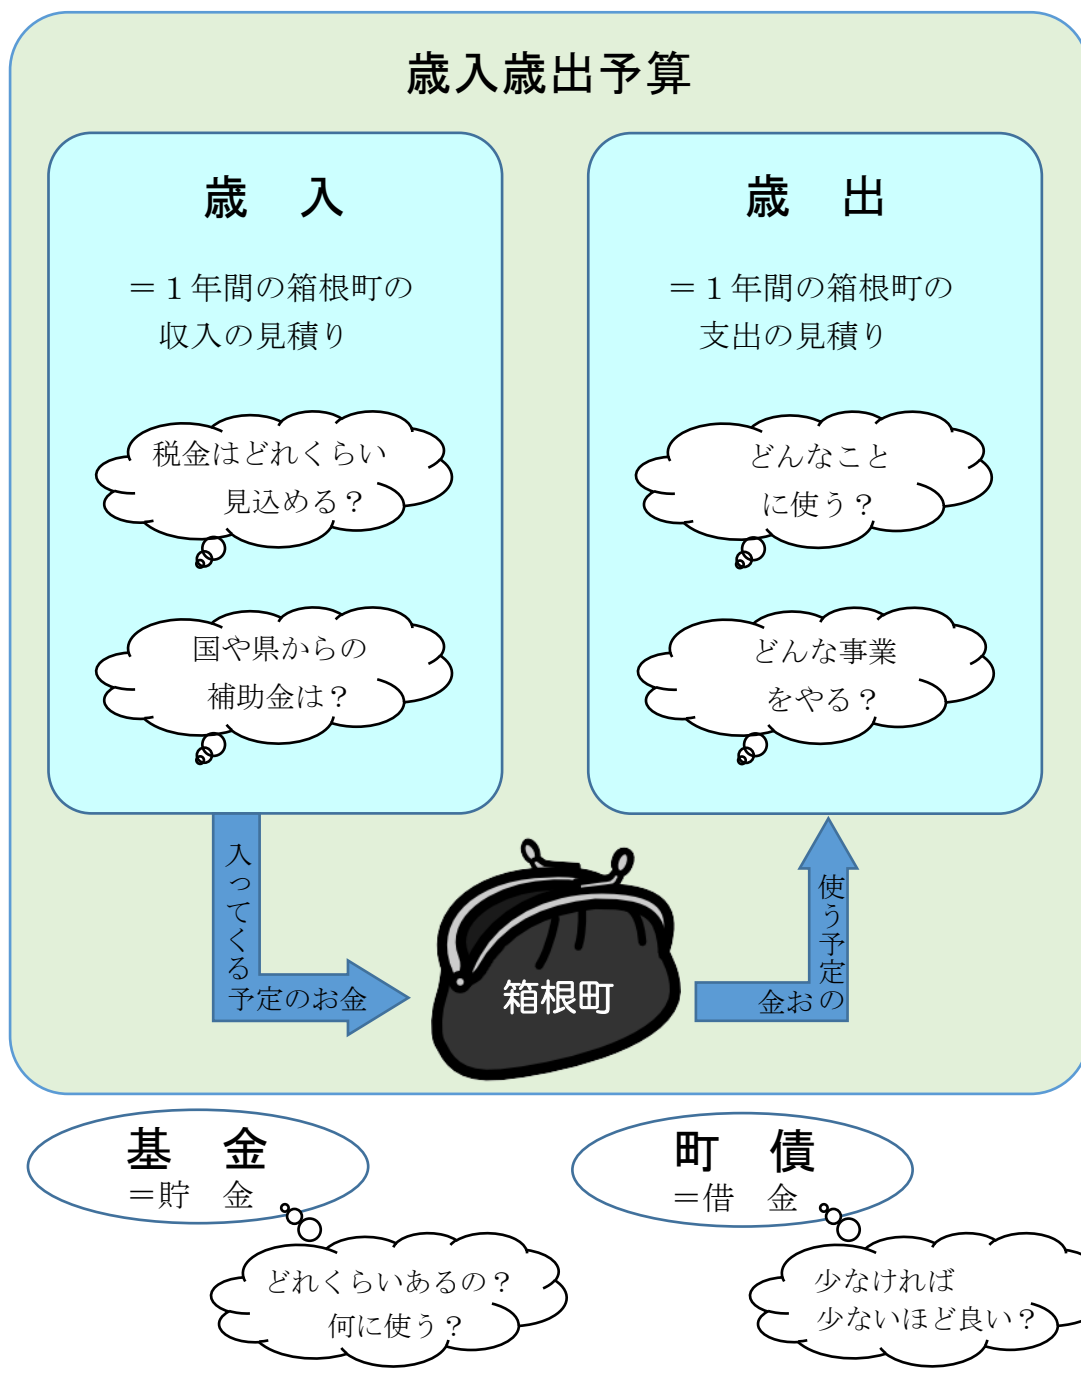 歳入歳出予算
歳　入
＝１年間の箱根町の
収入の見積り
税金はどれくらい
見込める？
国や県からの
補助金は？
歳　出
＝１年間の箱根町の
支出の見積り
どんなこと
に使う？
どんな事業
をやる？
入ってくる
予定のお金
箱根町
使う予定の
お金
基　金
＝貯　金
どれくらいあるの？
何に使う？
町　債
＝借　金
少なければ
少ないほど良い？